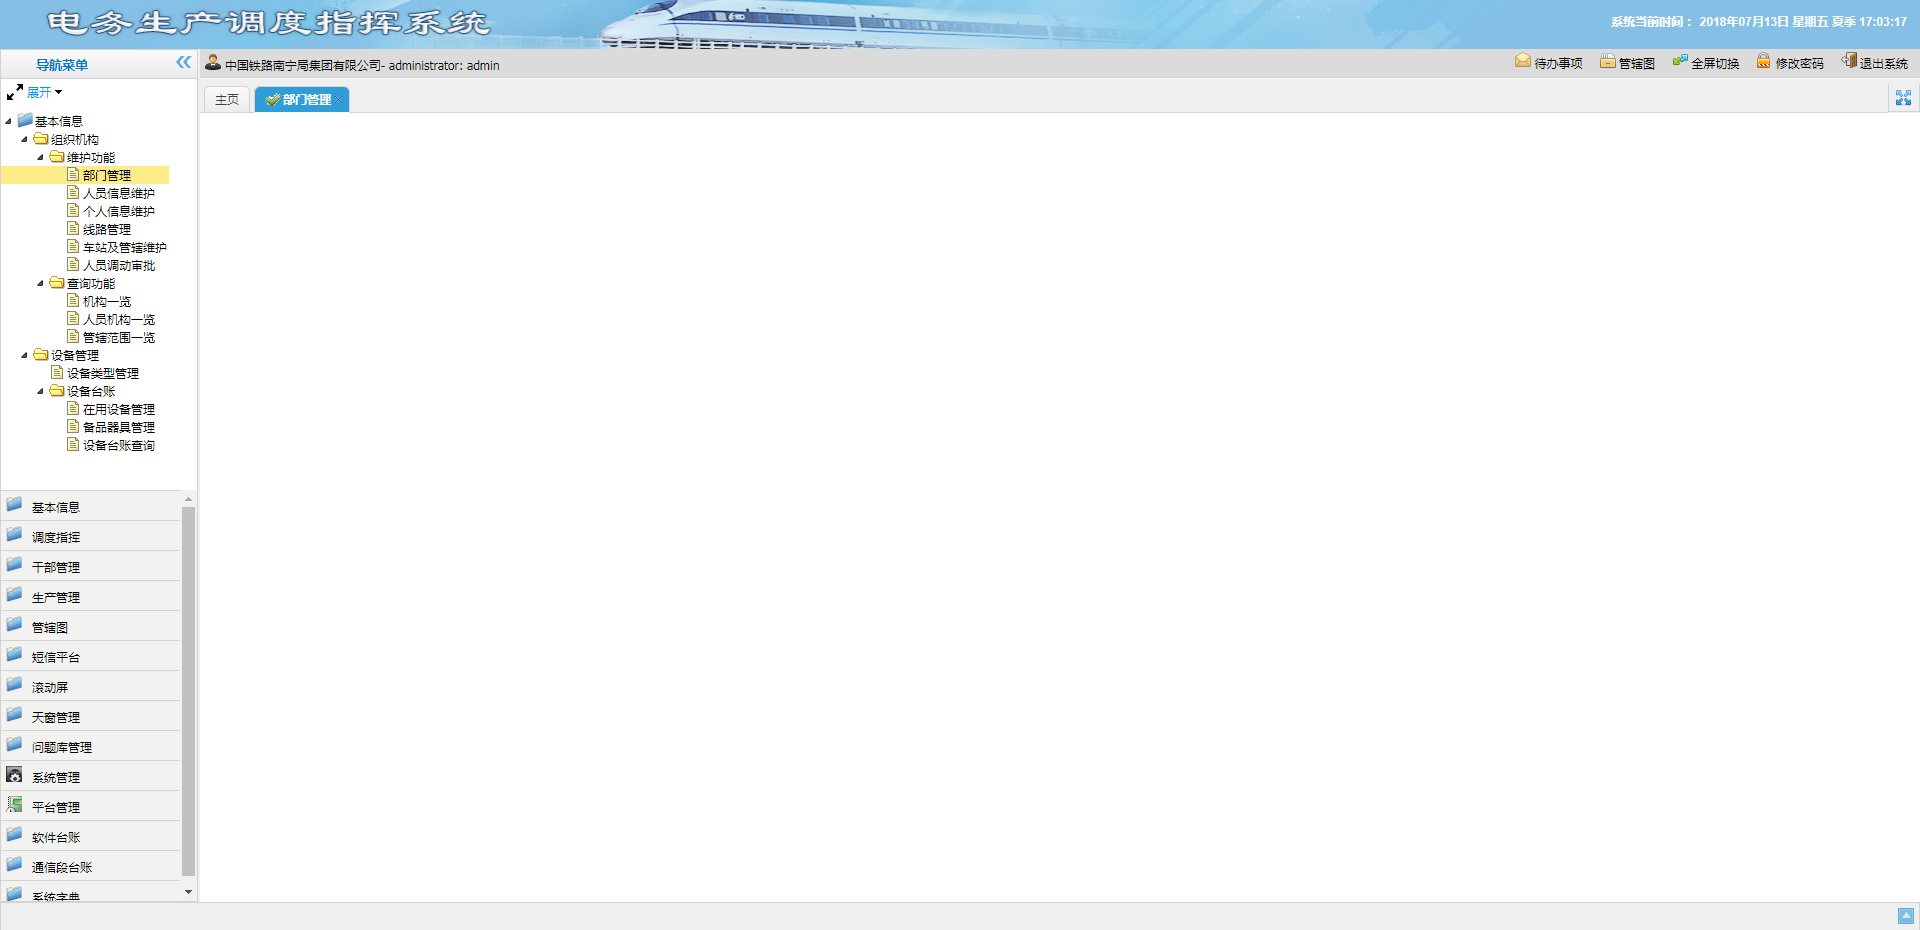 电务生产调度指挥系统
系统当前时间： 2018年07月13日 星期五 夏季 17:03:17
导航菜单
中国铁路南宁局集团有限公司- administrator: admin
待办事项
管辖图
全屏切换
修改密码
退出系统
展开
主页
部门管理
基本信息
组织机构
维护功能
部门管理
人员信息维护
个人信息维护
线路管理
车站及管辖维护
人员调动审批
查询功能
机构一览
人员机构一览
管辖范围一览
设备管理
设备类型管理
设备台账
在用设备管理
备品器具管理
设备台账查询
基本信息
调度指挥
干部管理
生产管理
管辖图
短信平台
滚动屏
天窗管理
问题库管理
系统管理
平台管理
软件台账
通信段台账
系统字典